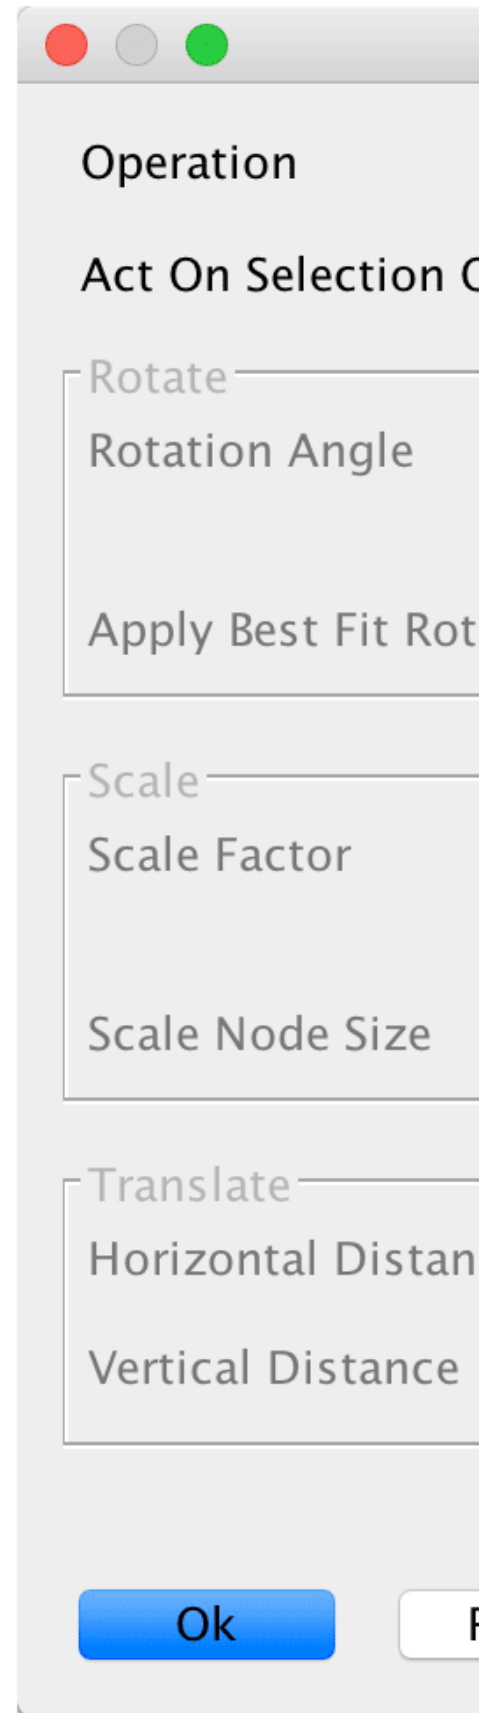 Operation
Act On Selection
Rotate
Rotation Angle
Apply Best Fit
Scale
Scale Factor
Scale Node Size
Translate
Horizontal
Vertical Distance
Ok